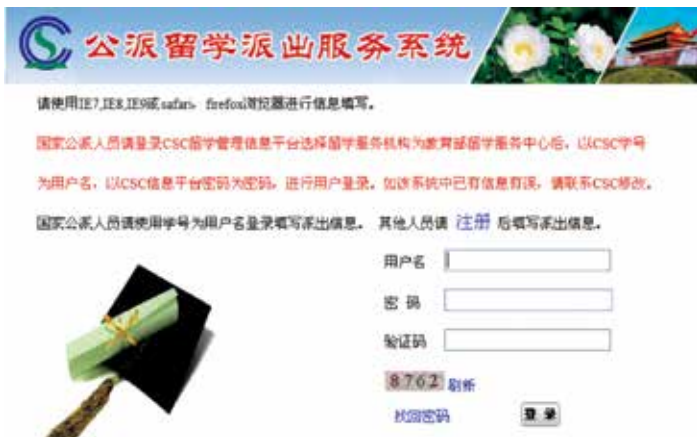 公派留学派出服务系统
请使用IE7,IE8,IE9或safari、firefox浏览器进行信息填写。
国家公派人员请登录CSC留学管理信息平台选择留学服务机构为教育部留学服务中心后，以CSC学号
为用户名，以CSC信息平台密码为密码，进行用户登录。如该系统中已有信息有误，请联系CSC修改。
国家公派人员请使用学号为用户名登录填写派出信息。 其他人员请 注册 后填写派出信息。
用户名
密 码
验证码
8762 刷新
找回密码 登 录